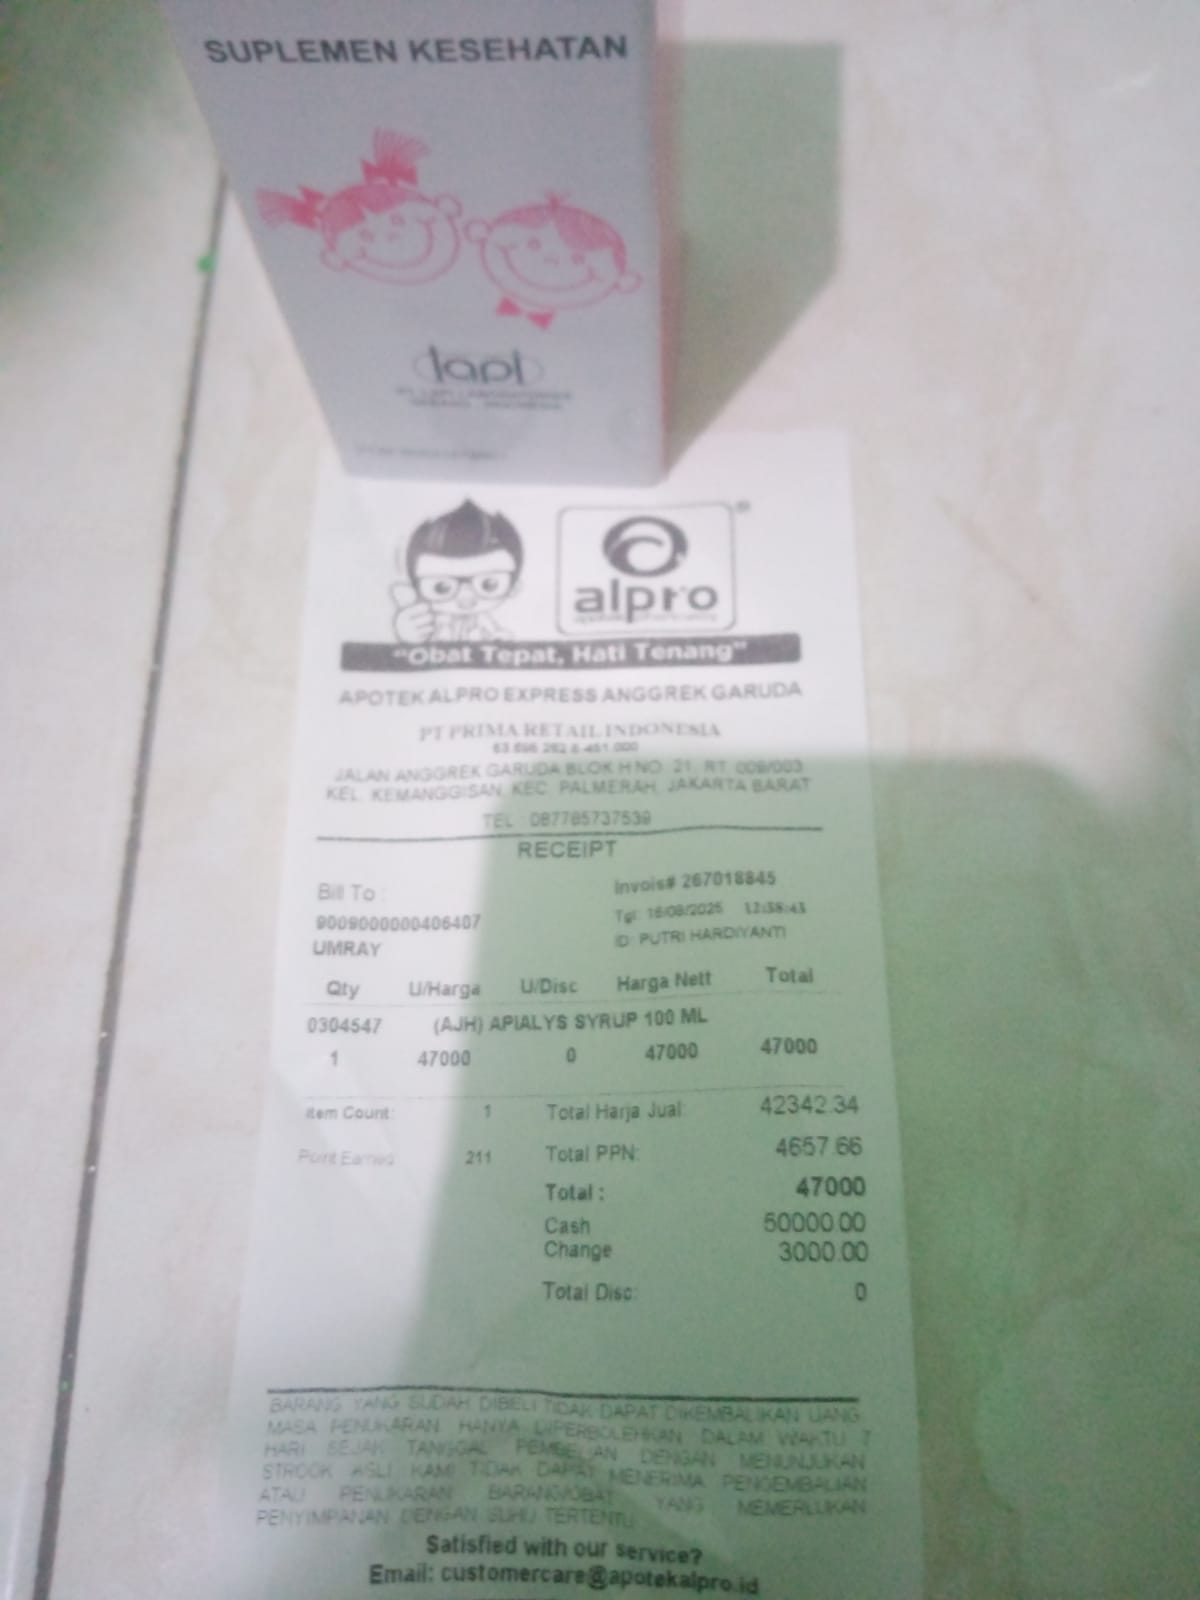 SUPLEMEN KESEHATAN
lapi
PT LAPI LABORATORIES
INDONESIA
alpro
"Obat Tepat, Hati Tenang"
APOTEK ALPRO EXPRESS ANGGREK GARUDA
PT PRIMA RETAIL INDONESIA
JALAN ANGGREK GARUDA BLOK H NO. 21, RT. 009/003
KEL. KEMANGGISAN, KEC. PALMERAH, JAKARTA BARAT
TEL : 087785737539
RECEIPT
Bill To :
Invois# 267018845
9009000000406407
Tgl: 12:38:43
UMRAY
ID: PUTRI HARDIYANTI
Qty U/Harga U/Disc Harga Nett Total
0304547 (AJH) APIALYS SYRUP 100 ML
1 47000 0 47000 47000
Item Count: 1 Total Harja Jual: 42342.34
Point Earned: 211 Total PPN: 4657.66
Total : 47000
Cash 50000.00
Change 3000.00
Total Disc: 0
BARANG YANG SUDAH DIBELI TIDAK DAPAT DIKEMBALIKAN UANG.
MASA PENUKARAN HANYA DIPERBOLEHKAN DALAM WAKTU 7
HARI SEJAK TANGGAL PEMBELIAN DENGAN MENUNJUKAN
STROOK ASLI. KAMI TIDAK DAPAT MENERIMA PENGEMBALIAN
ATAU PENUKARAN BARANG/OBAT YANG MEMERLUKAN
PENYIMPANAN DENGAN SUHU TERTENTU
Satisfied with our service?
Email: customercare@apotekalpro.id